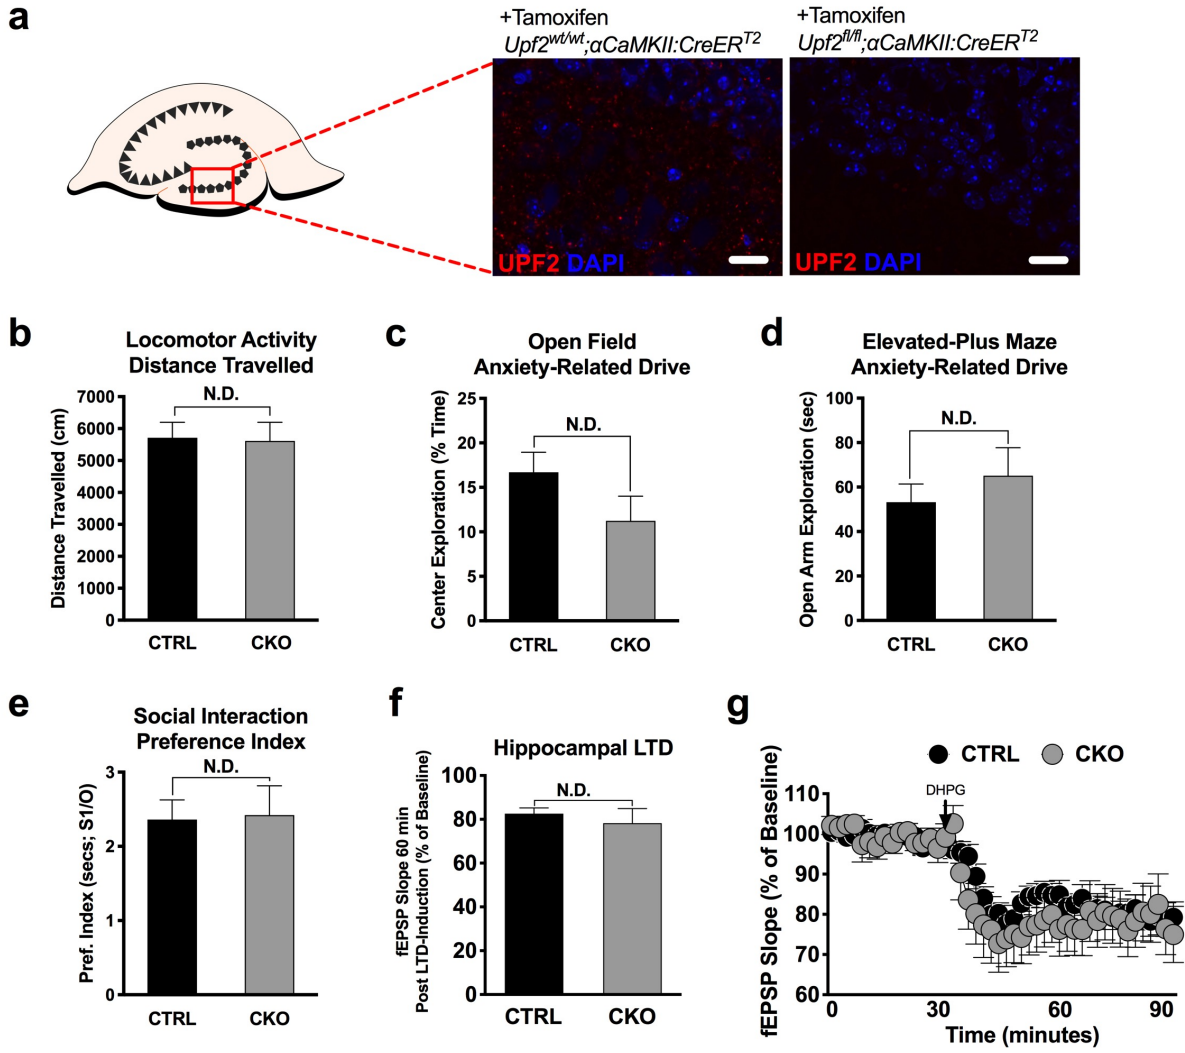 a
+Tamoxifen
Upf2wt/wt;αCaMKII:CreERT2
+Tamoxifen
Upf2fl/fl;αCaMKII:CreERT2
UPF2 DAPI
UPF2 DAPI
b
Locomotor Activity
Distance Travelled
N.D.
Distance Travelled (cm)
7000
6000
5000
4000
3000
2000
1000
0
CTRL
CKO
c
Open Field
Anxiety-Related Drive
N.D.
Center Exploration (% Time)
25
20
15
10
5
0
CTRL
CKO
d
Elevated-Plus Maze
Anxiety-Related Drive
N.D.
Open Arm Exploration (sec)
100
80
60
40
20
0
CTRL
CKO
e
Social Interaction
Preference Index
N.D.
Pref. Index (secs; S1/O)
3
2
1
0
CTRL
CKO
f
Hippocampal LTD
N.D.
fEPSP Slope 60 min
Post LTD-Induction (% of Baseline)
100
80
60
40
20
0
CTRL
CKO
g
CTRL
CKO
DHPG
fEPSP Slope (% of Baseline)
110
100
90
80
70
60
0
30
60
90
Time (minutes)